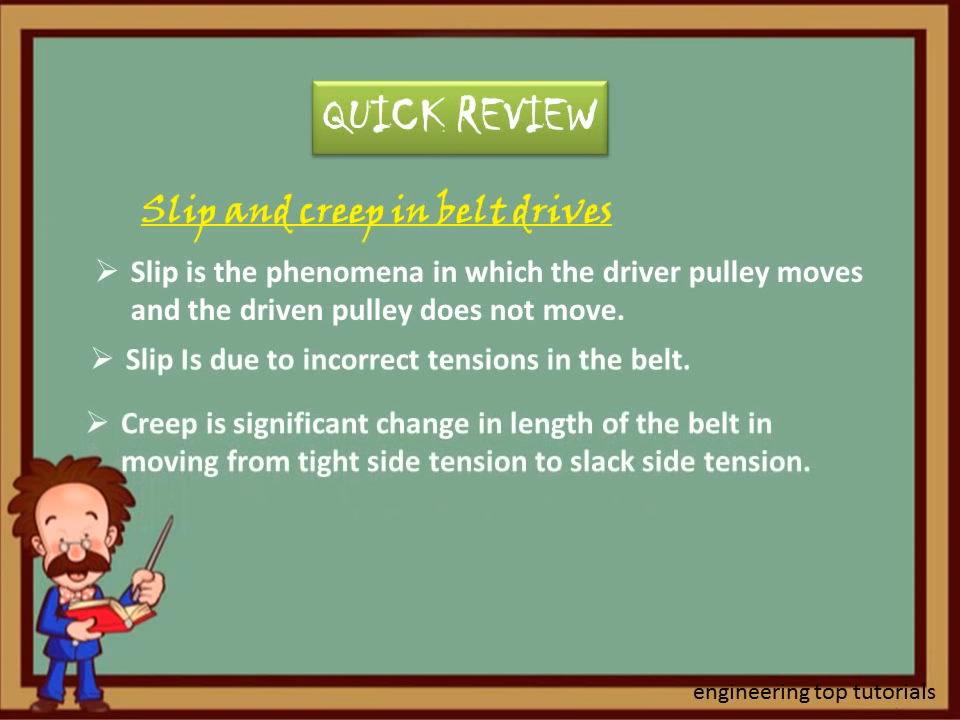 QUICK REVIEW
Slip and creep in belt drives
➢ Slip is the phenomena in which the driver pulley moves
and the driven pulley does not move.
➢ Slip Is due to incorrect tensions in the belt.
➢ Creep is significant change in length of the belt in
moving from tight side tension to slack side tension.
engineering top tutorials